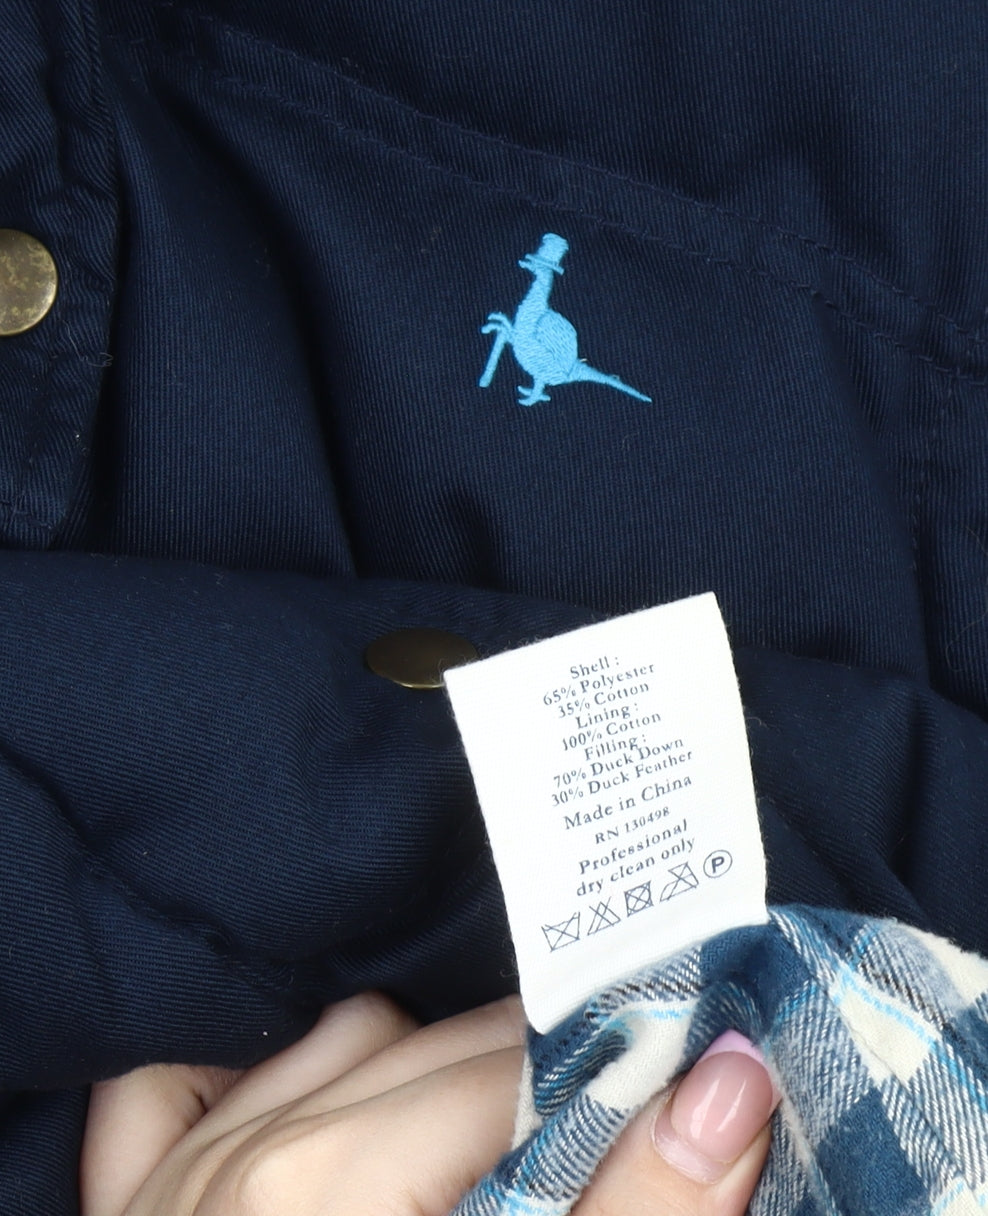 Shell :
65% Polyester
35% Cotton
Lining :
100% Cotton
Filling :
70% Duck Down
30% Duck Feather
Made in China
RN 130498
Professional
dry clean only
P